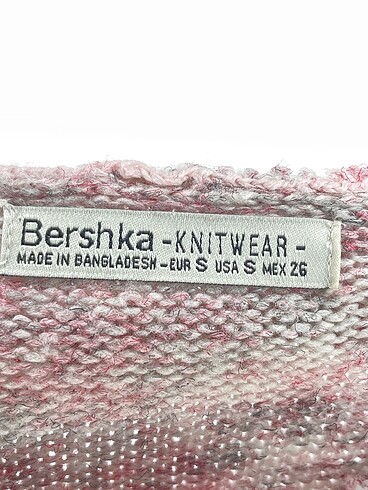 Bershka -KNITWEAR-
MADE IN BANGLADESH -EUR S USA S MEX 26